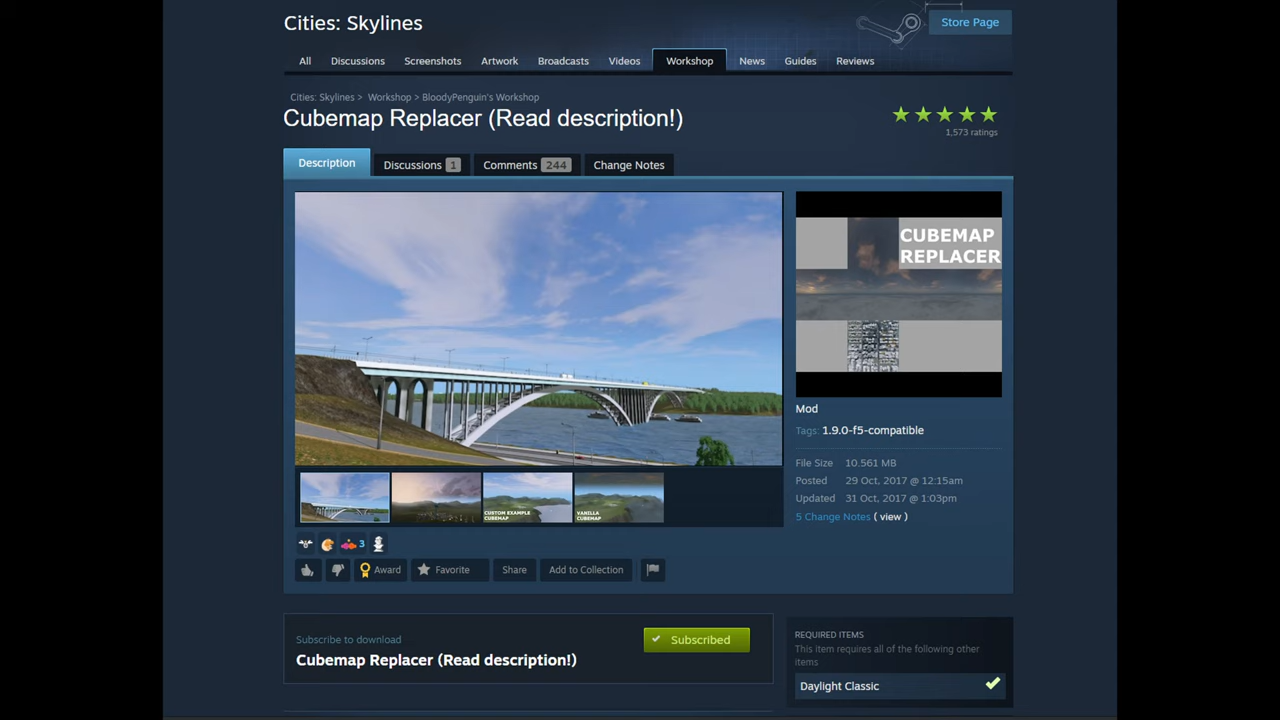 Cities: Skylines
Store Page
All Discussions Screenshots Artwork Broadcasts Videos Workshop News Guides Reviews
Cities: Skylines > Workshop > BloodyPenguin's Workshop
Cubemap Replacer (Read description!)
1,573 ratings
Description Discussions 1 Comments 244 Change Notes
CUBEMAP
REPLACER
CUSTOM EXAMPLE
CUBEMAP
VANILLA
CUBEMAP
Mod
Tags: 1.9.0-f5-compatible
File Size 10.561 MB
Posted 29 Oct, 2017 @ 12:15am
Updated 31 Oct, 2017 @ 1:03pm
5 Change Notes ( view )
3
Award Favorite Share Add to Collection
Subscribe to download
Cubemap Replacer (Read description!)
Subscribed
REQUIRED ITEMS
This item requires all of the following other
items
Daylight Classic